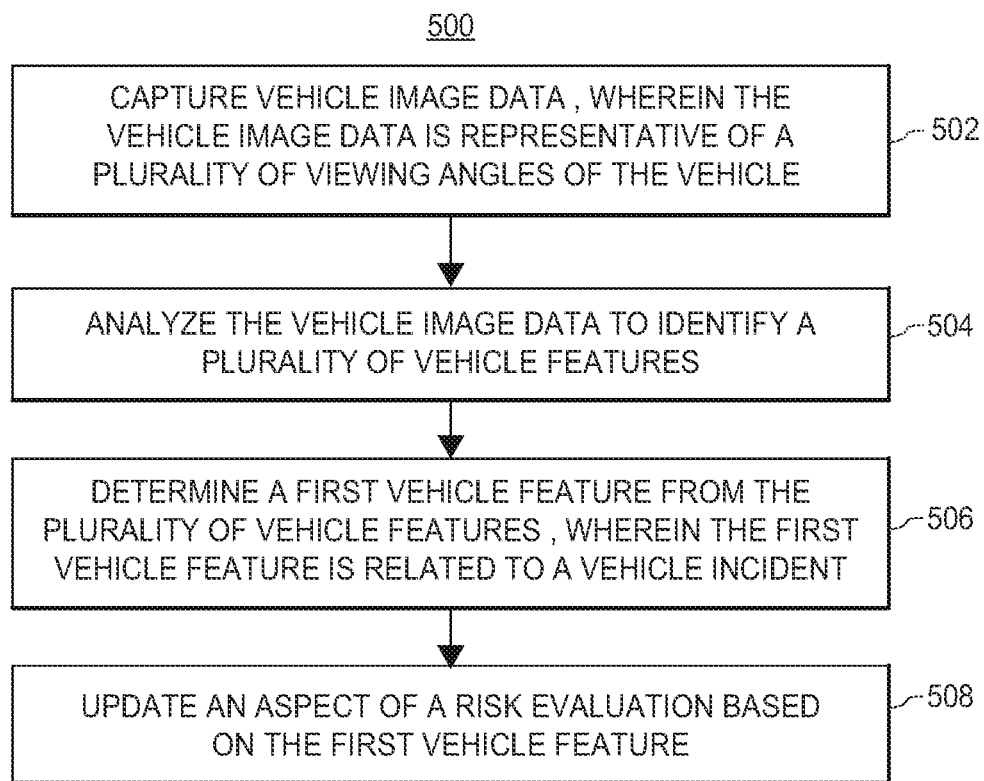 500
CAPTURE VEHICLE IMAGE DATA , WHEREIN THE
VEHICLE IMAGE DATA IS REPRESENTATIVE OF A
PLURALITY OF VIEWING ANGLES OF THE VEHICLE
502
ANALYZE THE VEHICLE IMAGE DATA TO IDENTIFY A
PLURALITY OF VEHICLE FEATURES
504
DETERMINE A FIRST VEHICLE FEATURE FROM THE
PLURALITY OF VEHICLE FEATURES , WHEREIN THE FIRST
VEHICLE FEATURE IS RELATED TO A VEHICLE INCIDENT
506
UPDATE AN ASPECT OF A RISK EVALUATION BASED
ON THE FIRST VEHICLE FEATURE
508